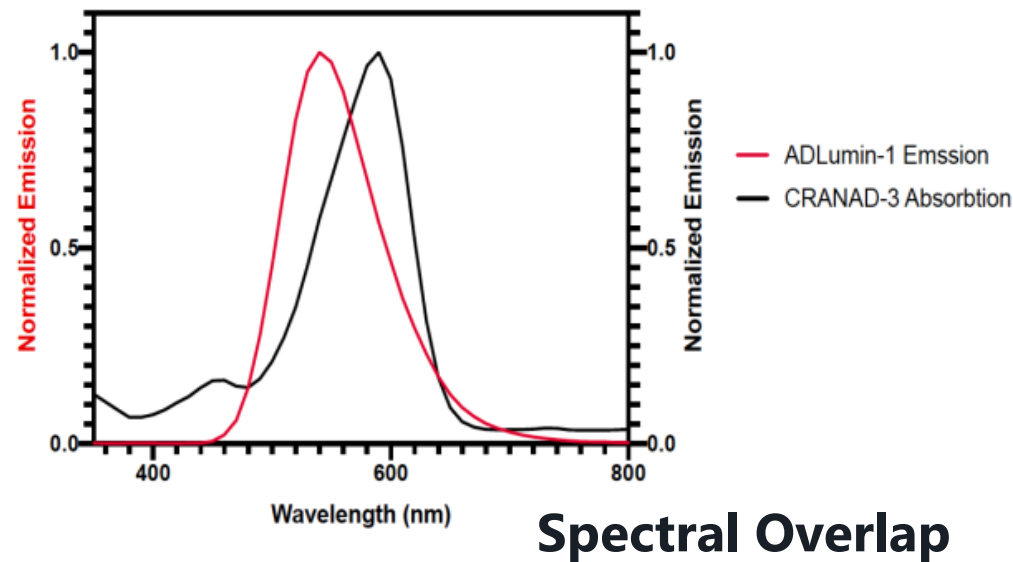 1.0
1.0
Normalized Emission
Normalized Emission
ADLumin-1 Emssion
CRANAD-3 Absorbtion
0.5
0.5
0.0
0.0
400
600
800
Wavelength (nm)
Spectral Overlap